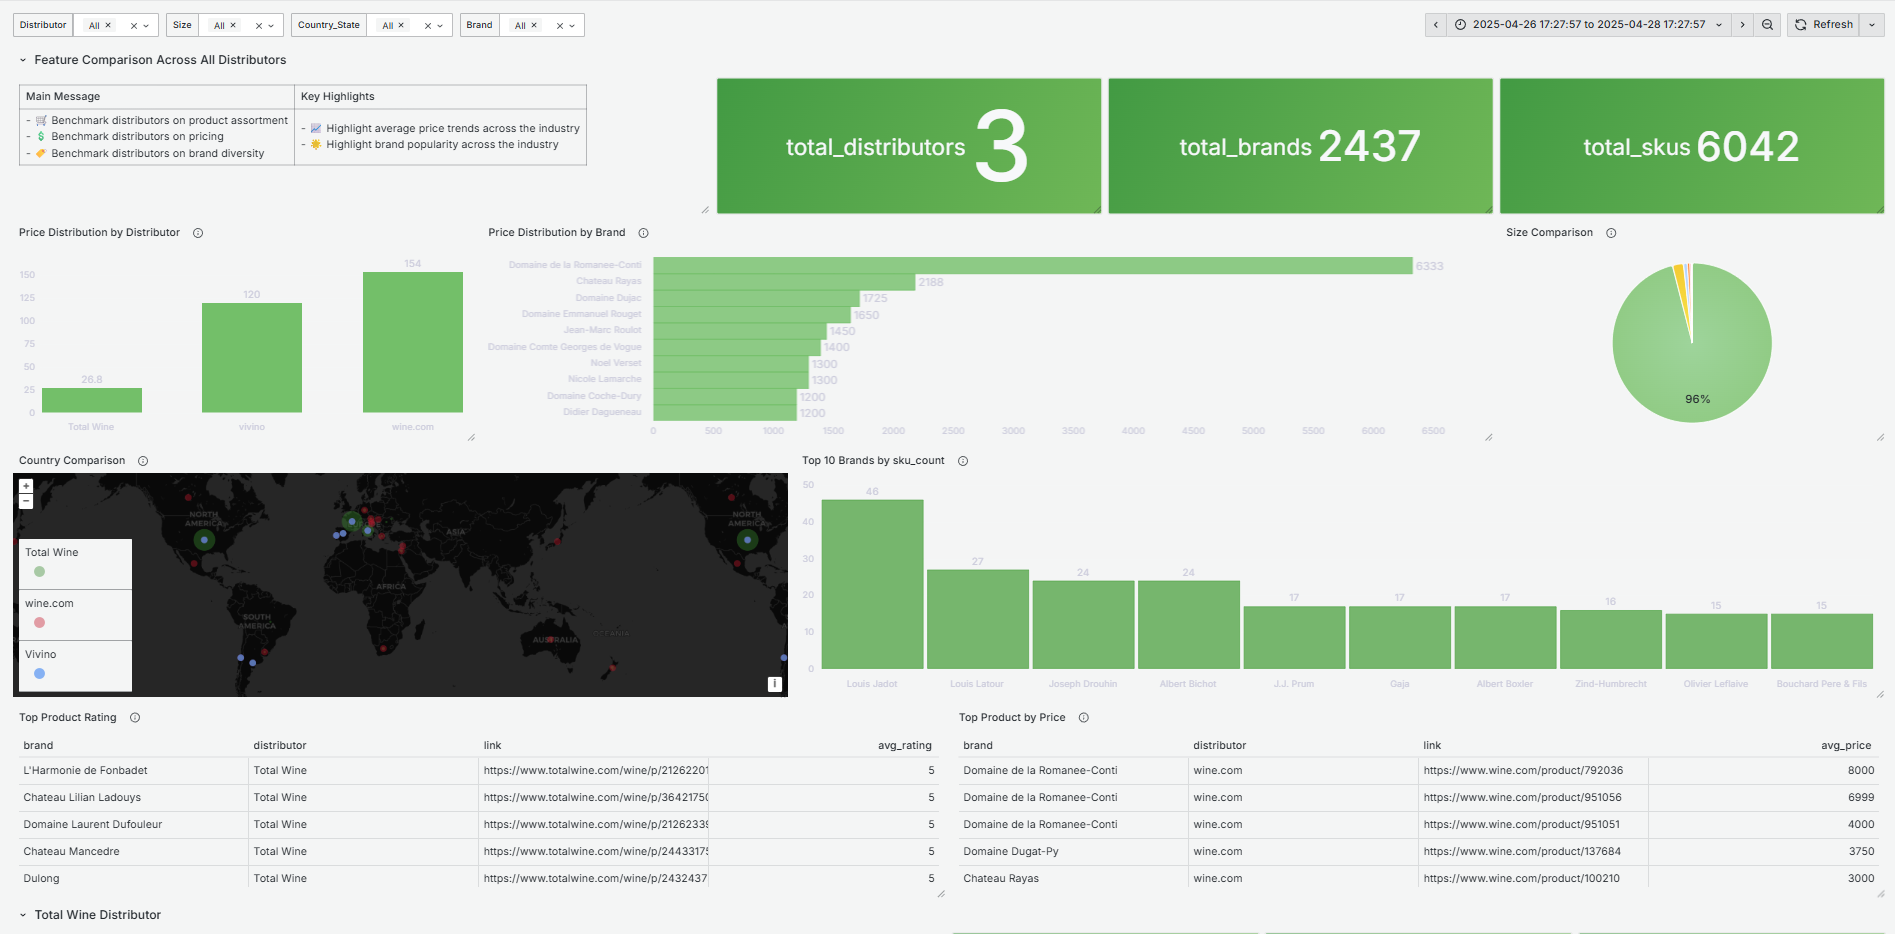 Distributor All × × Size All × × Country_State All × × Brand All × ×
2025-04-26 17:27:57 to 2025-04-28 17:27:57 Refresh
Feature Comparison Across All Distributors
Main Message Key Highlights
- 🛒 Benchmark distributors on product assortment
- 💲 Benchmark distributors on pricing
- 🏷️ Benchmark distributors on brand diversity
- 📈 Highlight average price trends across the industry
- 🌟 Highlight brand popularity across the industry
total_distributors 3
total_brands 2437
total_skus 6042
Price Distribution by Distributor
150
125
100
75
50
25
0
26.8
120
154
Total Wine vivino wine.com
Price Distribution by Brand
Domaine de la Romanee-Conti 6333
Chateau Rayas 2188
Domaine Dujac 1725
Domaine Emmanuel Rouget 1650
Jean-Marc Roulot 1450
Domaine Comte Georges de Vogue 1400
Noel Verset 1300
Nicole Lamarche 1300
Domaine Coche-Dury 1200
Didier Dagueneau 1200
0 500 1000 1500 2000 2500 3000 3500 4000 4500 5000 5500 6000 6500
Size Comparison
96%
Country Comparison
+
−
NORTH
AMERICA
ASIA
AFRICA
SOUTH
AMERICA
AUSTRALIA
OCEANIA
NORTH
AMERICA
Total Wine
wine.com
Vivino
i
Top 10 Brands by sku_count
50
40
30
20
10
0
46 27 24 24 17 17 17 16 15 15
Louis Jadot Louis Latour Joseph Drouhin Albert Bichot J.J. Prum Gaja Albert Boxler Zind-Humbrecht Olivier Leflaive Bouchard Pere & Fils
Top Product Rating
brand distributor link avg_rating
L'Harmonie de Fonbadet Total Wine https://www.totalwine.com/wine/p/21262201 5
Chateau Lilian Ladouys Total Wine https://www.totalwine.com/wine/p/36421750 5
Domaine Laurent Dufouleur Total Wine https://www.totalwine.com/wine/p/21262339 5
Chateau Mancedre Total Wine https://www.totalwine.com/wine/p/24433175 5
Dulong Total Wine https://www.totalwine.com/wine/p/2432437 5
Top Product by Price
brand distributor link avg_price
Domaine de la Romanee-Conti wine.com https://www.wine.com/product/792036 8000
Domaine de la Romanee-Conti wine.com https://www.wine.com/product/951056 6999
Domaine de la Romanee-Conti wine.com https://www.wine.com/product/951051 4000
Domaine Dugat-Py wine.com https://www.wine.com/product/137684 3750
Chateau Rayas wine.com https://www.wine.com/product/100210 3000
Total Wine Distributor